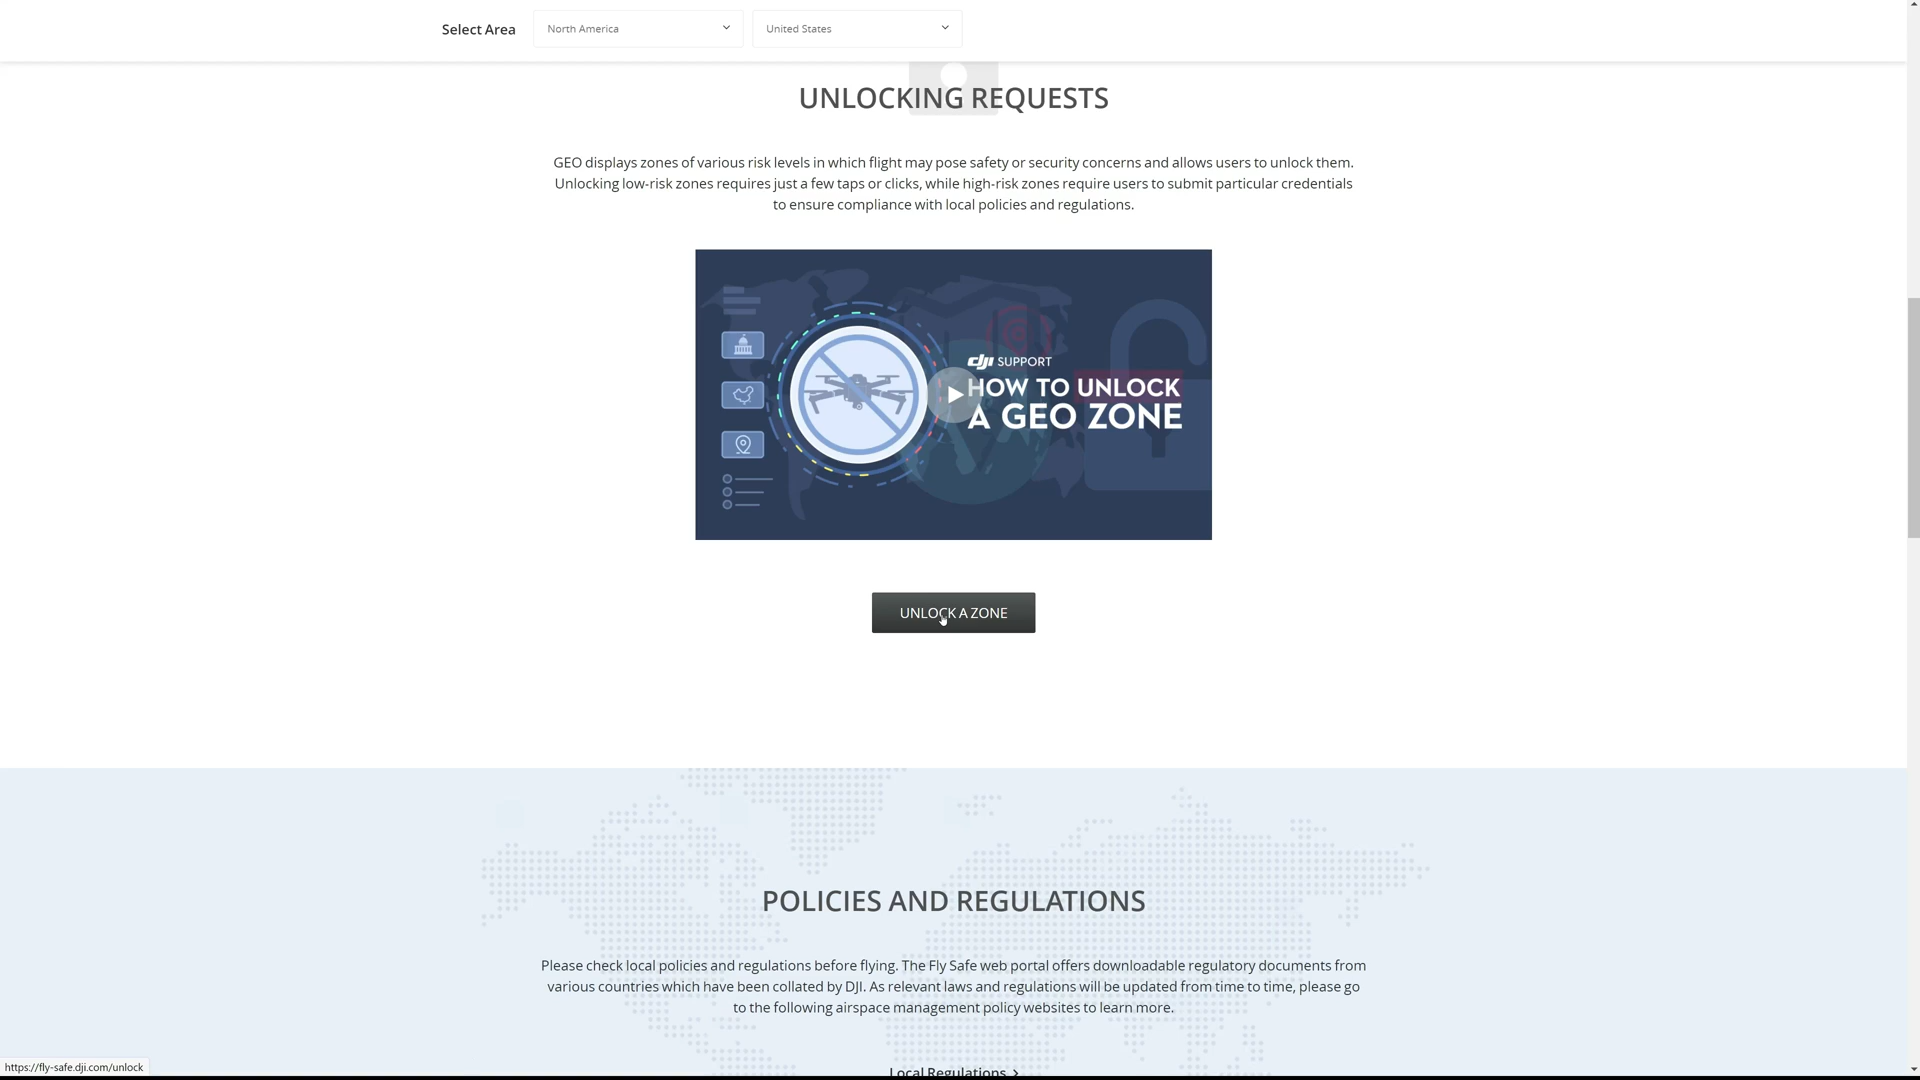 Select Area
North America
United States
UNLOCKING REQUESTS
GEO displays zones of various risk levels in which flight may pose safety or security concerns and allows users to unlock them.
Unlocking low-risk zones requires just a few taps or clicks, while high-risk zones require users to submit particular credentials
to ensure compliance with local policies and regulations.
dji SUPPORT
HOW TO UNLOCK
A GEO ZONE
UNLOCK A ZONE
POLICIES AND REGULATIONS
Please check local policies and regulations before flying. The Fly Safe web portal offers downloadable regulatory documents from
various countries which have been collated by DJI. As relevant laws and regulations will be updated from time to time, please go
to the following airspace management policy websites to learn more.
Local Regulations >
https://fly-safe.dji.com/unlock